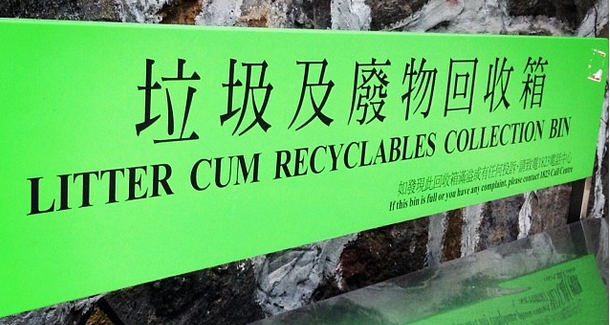 垃圾及廢物回收箱
LITTER CUM RECYCLABLES COLLECTION BIN
如發現此回收箱滿溢或有任何投訴,請致電1823電話中心
If this bin is full or you have any complaint, please contact 1823 Call Centre